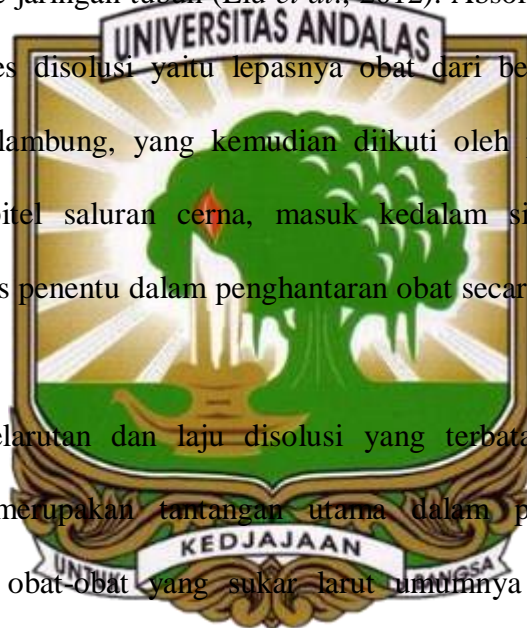 jaringan tubuh (Liu et al., 2012). Absor
UNIVERSITAS ANDALAS
es disolusi yaitu lepasnya obat dari be
lambung, yang kemudian diikuti oleh
pitel saluran cerna, masuk kedalam si
s penentu dalam penghantaran obat secar
elarutan dan laju disolusi yang terbata
merupakan tantangan utama dalam p
KEDJAJAAN
UNTUK BANGSA
obat-obat yang sukar larut umumnya